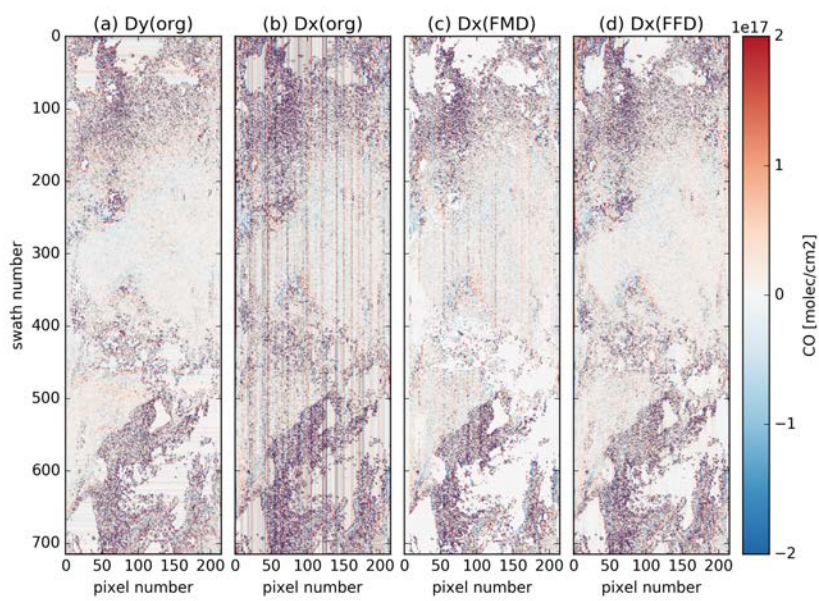 (a) Dy(org) (b) Dx(org) (c) Dx(FMD) (d) Dx(FFD) 1e17
0
100
200
300
400
500
600
700
swath number
0 50 100 150 200 0 50 100 150 200 0 50 100 150 200 0 50 100 150 200
pixel number pixel number pixel number pixel number
2
1
0
−1
−2
CO [molec/cm2]